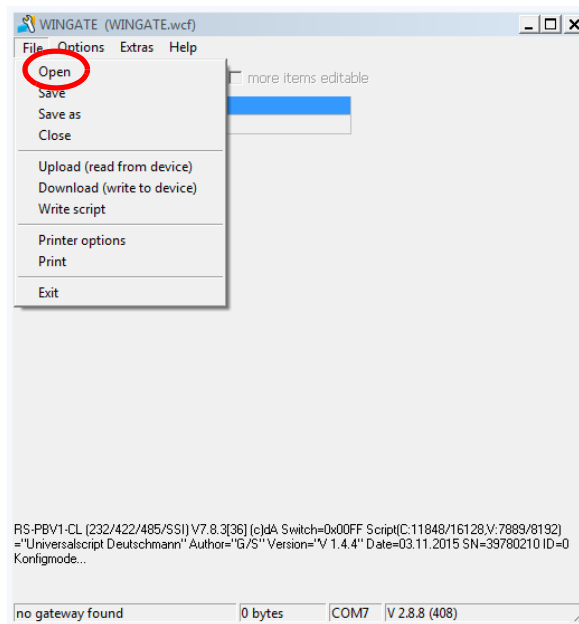 WINGATE (WINGATE.wcf)
File Options Extras Help
Open
more items editable
Save
Save as
Close
Upload (read from device)
Download (write to device)
Write script
Printer options
Print
Exit
RS-PBV1-CL (232/422/485/SSI) V7.8.3[36] (c)dA Switch=0x00FF Script(C:11848/16128,V:7889/8192)
="Universalscript Deutschmann" Author="G/S" Version="V 1.4.4" Date=03.11.2015 SN=39780210 ID=0
Konfigmode...
no gateway found 0 bytes COM7 V 2.8.8 (408)